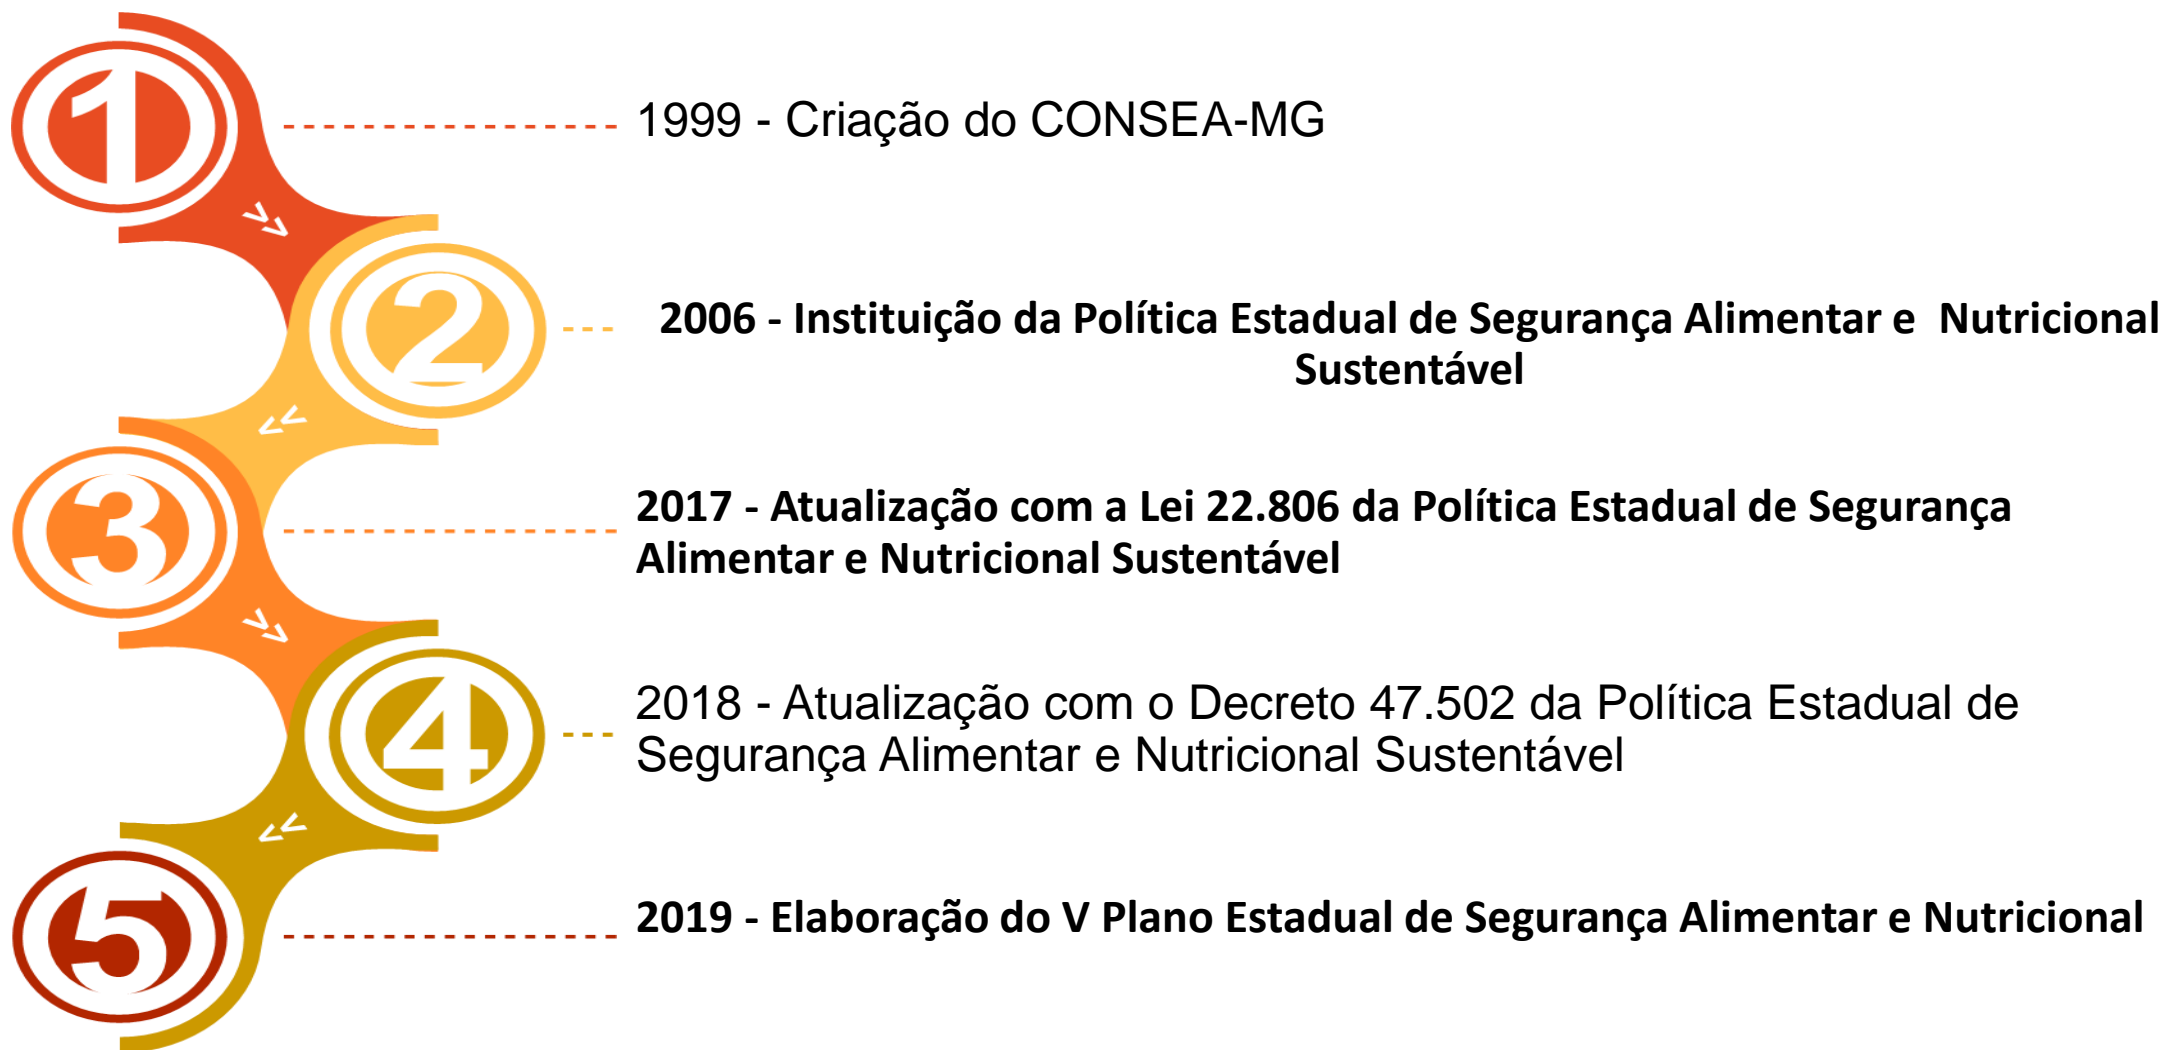 1
1999 - Criação do CONSEA-MG
2
2006 - Instituição da Política Estadual de Segurança Alimentar e  Nutricional
Sustentável
3
2017 - Atualização com a Lei 22.806 da Política Estadual de Segurança
Alimentar e Nutricional Sustentável
4
2018 - Atualização com o Decreto 47.502 da Política Estadual de
Segurança Alimentar e Nutricional Sustentável
5
2019 - Elaboração do V Plano Estadual de Segurança Alimentar e Nutricional